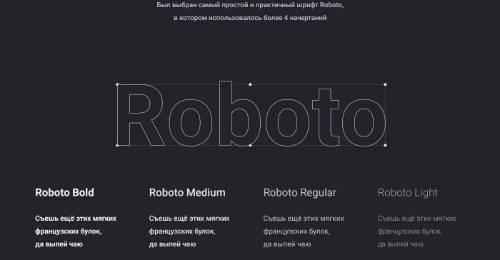 Был выбран самый простой и практичный шрифт Roboto,
в котором использовалось более 4 начертаний
Roboto
Roboto Bold
Съешь ещё этих мягких
французских булок,
да выпей чаю
Roboto Medium
Съешь ещё этих мягких
французских булок,
да выпей чаю
Roboto Regular
Съешь ещё этих мягких
французских булок,
да выпей чаю
Roboto Light
Съешь ещё этих мягких
французских булок,
да выпей чаю